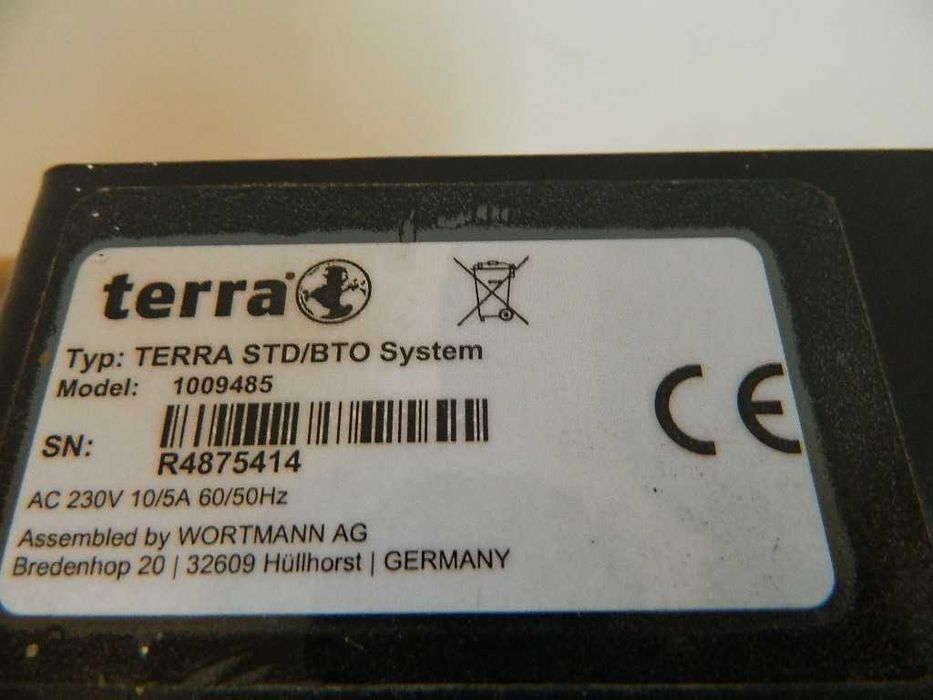 terra
Typ: TERRA STD/BTO System
Model: 1009485
SN:
R4875414
AC 230V 10/5A 60/50Hz
Assembled by WORTMANN AG
Bredenhop 20 | 32609 Hüllhorst | GERMANY
CE